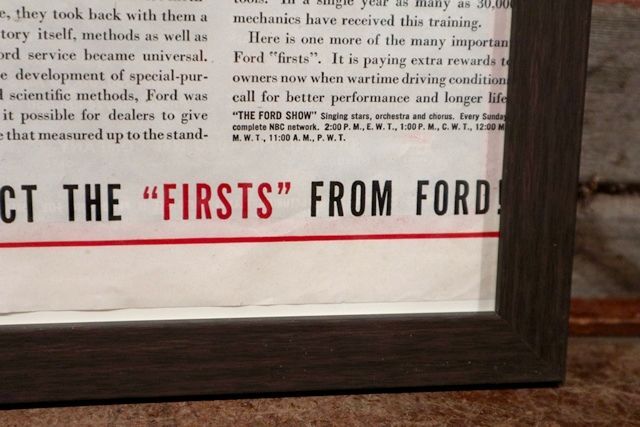 e, they took back with them a
tory itself, methods as well as
ord service became universal.
e development of special-pur-
d scientific methods, Ford was
it possible for dealers to give
e that measured up to the stand-
tools. In a single year as many as 30,000
mechanics have received this training.
Here is one more of the many importan
Ford "firsts". It is paying extra rewards t
owners now when wartime driving condition
call for better performance and longer life
"THE FORD SHOW" Singing stars, orchestra and chorus. Every Sunday
complete NBC network. 2:00 P. M., E. W. T., 1:00 P. M., C. W. T., 12:00 M
M. W. T., 11:00 A. M., P. W. T.
CT THE "FIRSTS" FROM FORD!